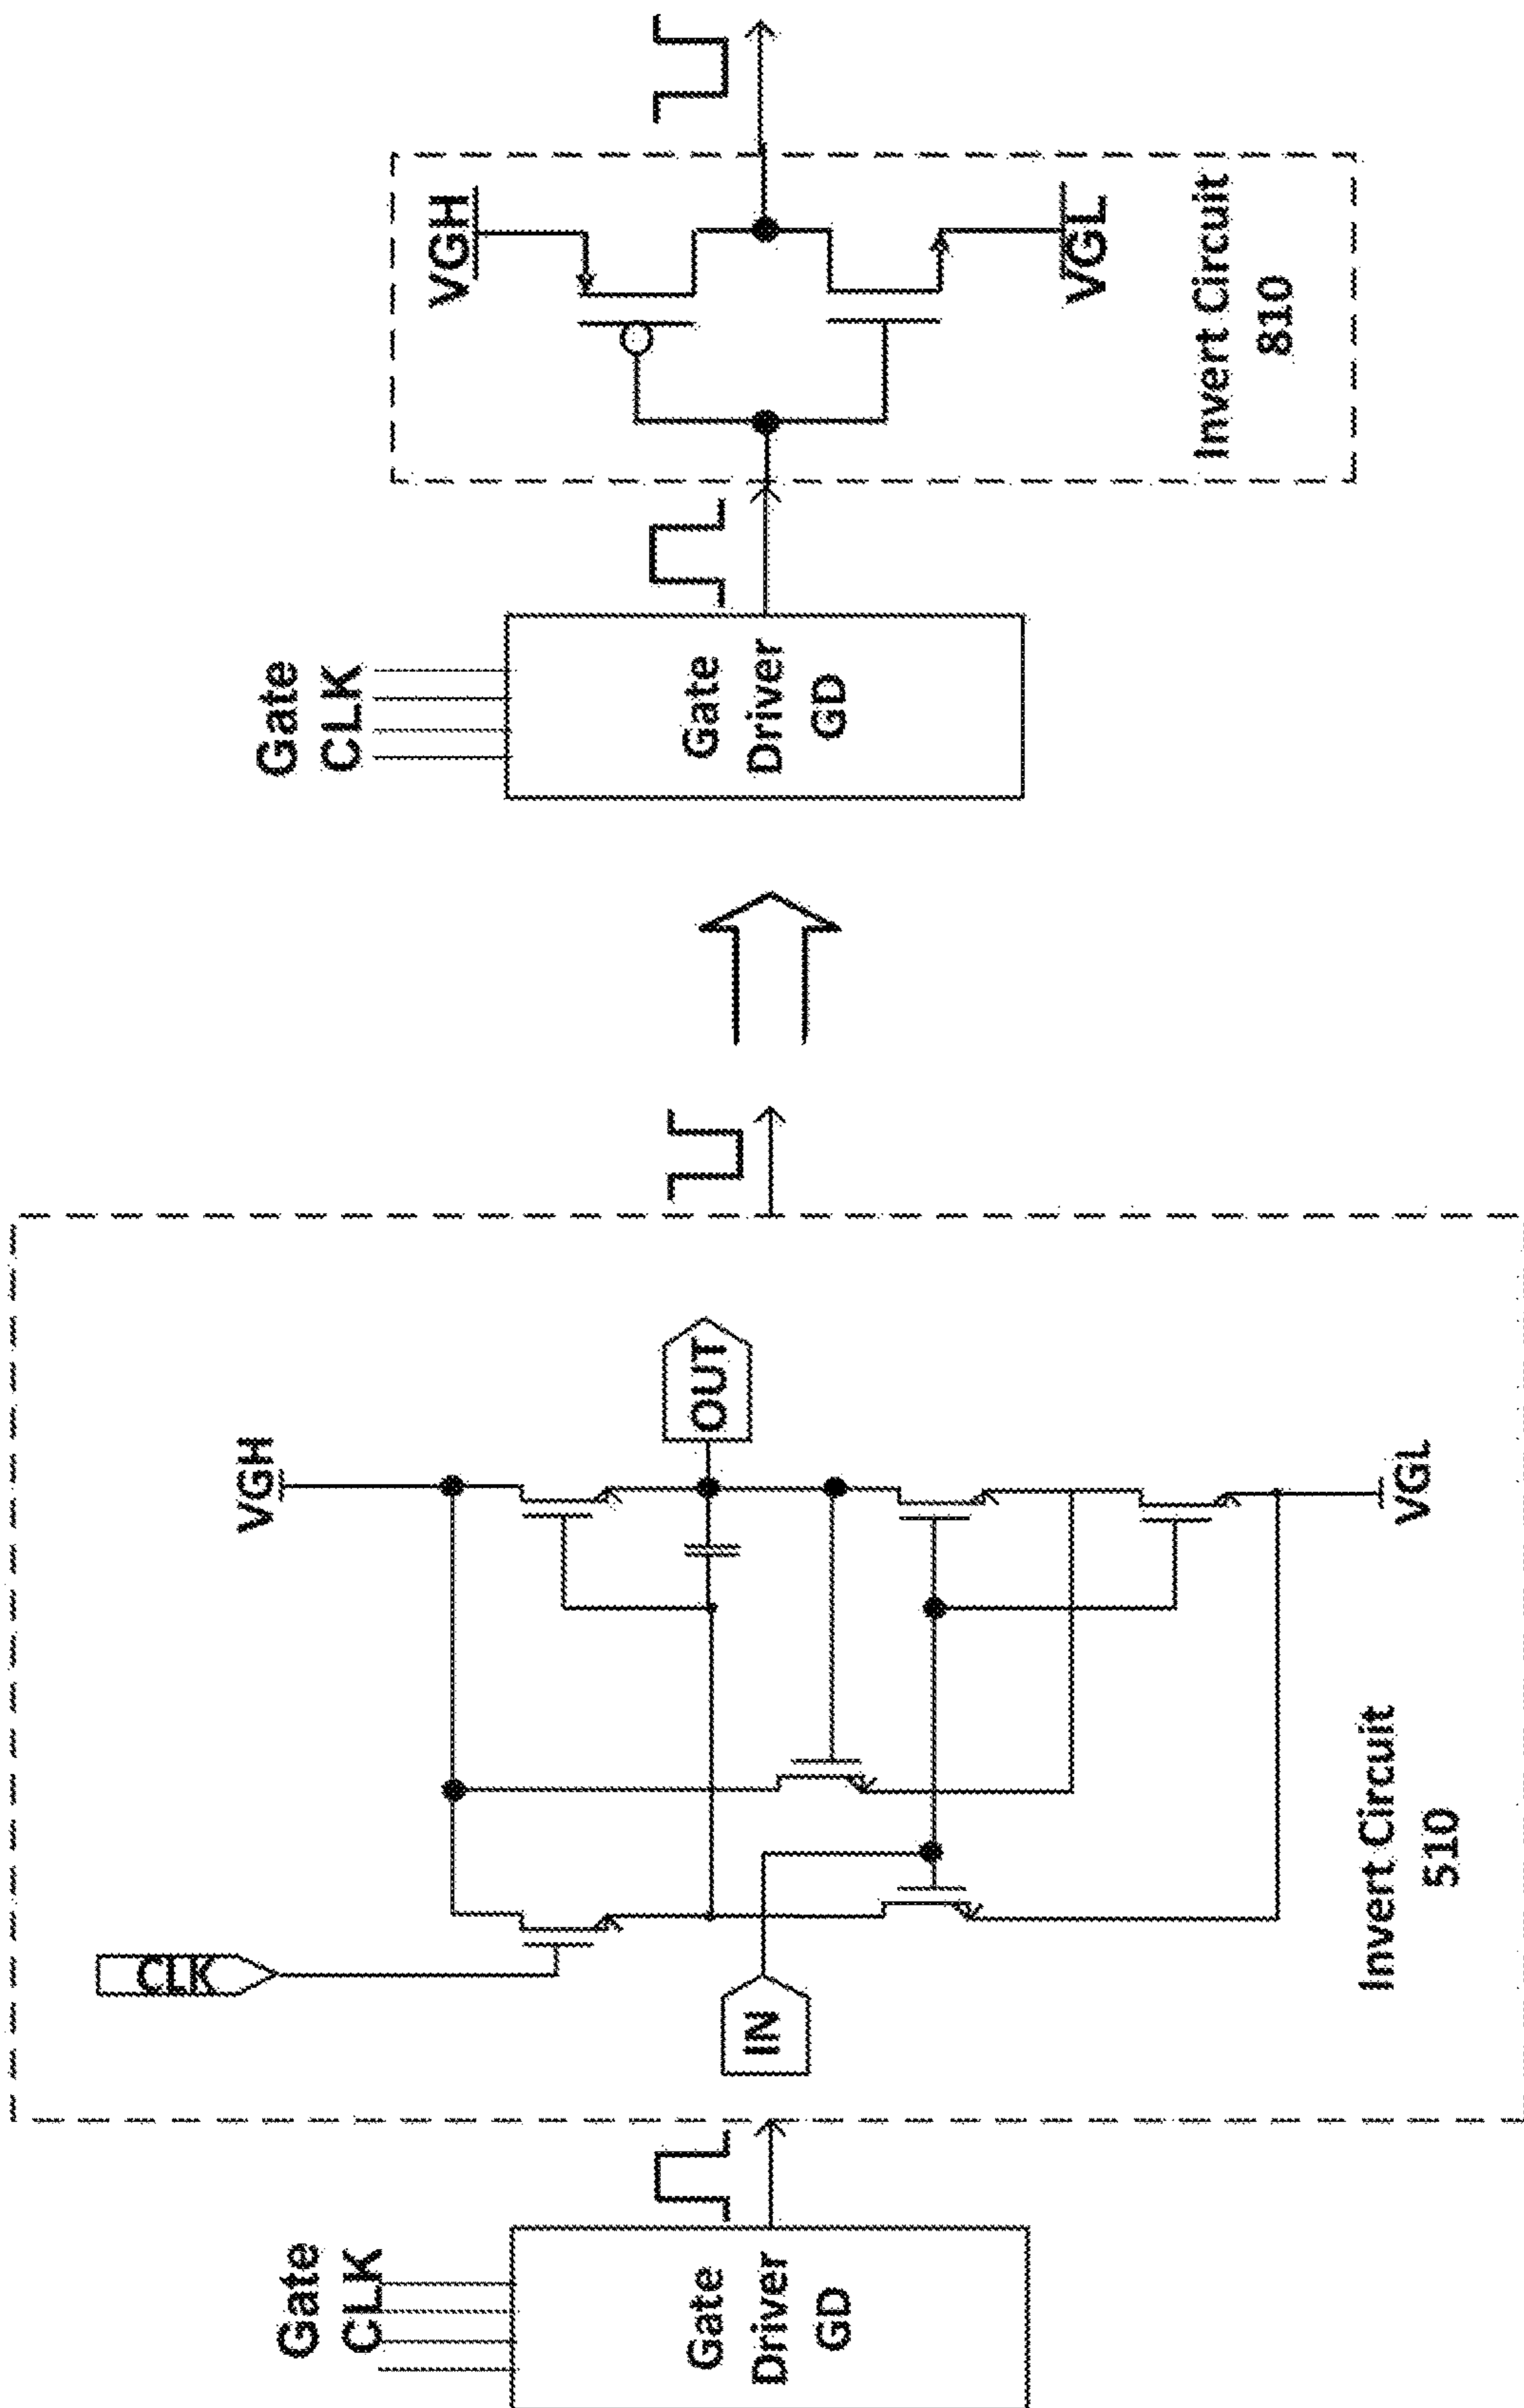 Gate
CLK
Gate
Driver
GD
CLK
IN
VGH
OUT
VGL
Invert Circuit
510
Gate
CLK
Gate
Driver
GD
VGH
VGL
Invert Circuit
810